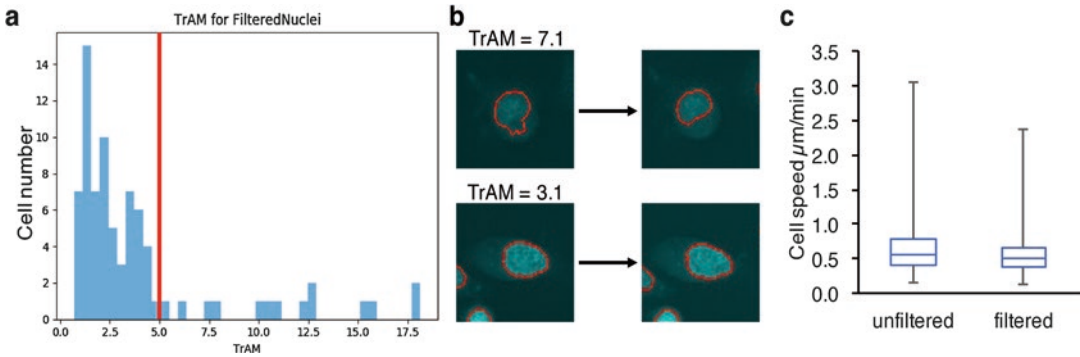 a
TrAM for FilteredNuclei
Cell number
14
12
10
8
6
4
2
0
0.0 2.5 5.0 7.5 10.0 12.5 15.0 17.5
TrAM
b
TrAM = 7.1
TrAM = 3.1
c
Cell speed µm/min
3.5
3.0
2.5
2.0
1.5
1.0
0.5
0.0
unfiltered filtered